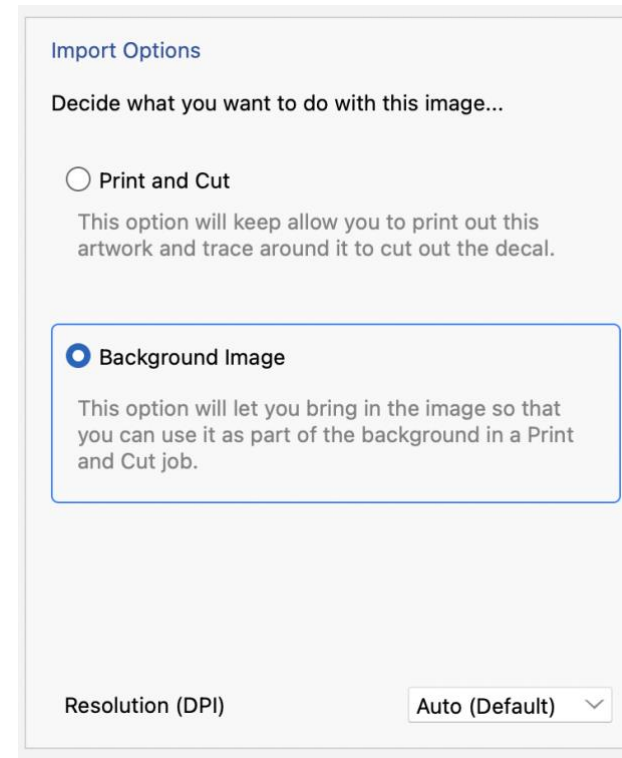 Import Options
Decide what you want to do with this image...
Print and Cut
This option will keep allow you to print out this
artwork and trace around it to cut out the decal.
Background Image
This option will let you bring in the image so that
you can use it as part of the background in a Print
and Cut job.
Resolution (DPI) Auto (Default)